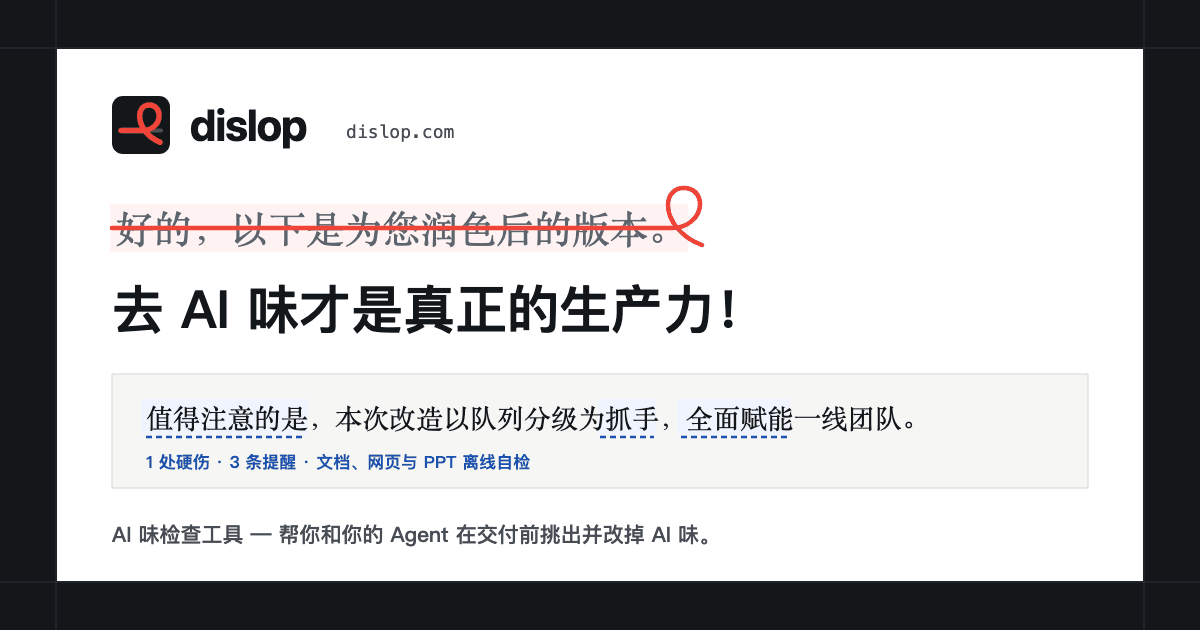 dislop dislop.com
好的，以下是为您润色后的版本。
去 AI 味才是真正的生产力！
值得注意的是，本次改造以队列分级为抓手，全面赋能一线团队。
1 处硬伤 · 3 条提醒 · 文档、网页与 PPT 离线自检
AI 味检查工具 — 帮你和你的 Agent 在交付前挑出并改掉 AI 味。